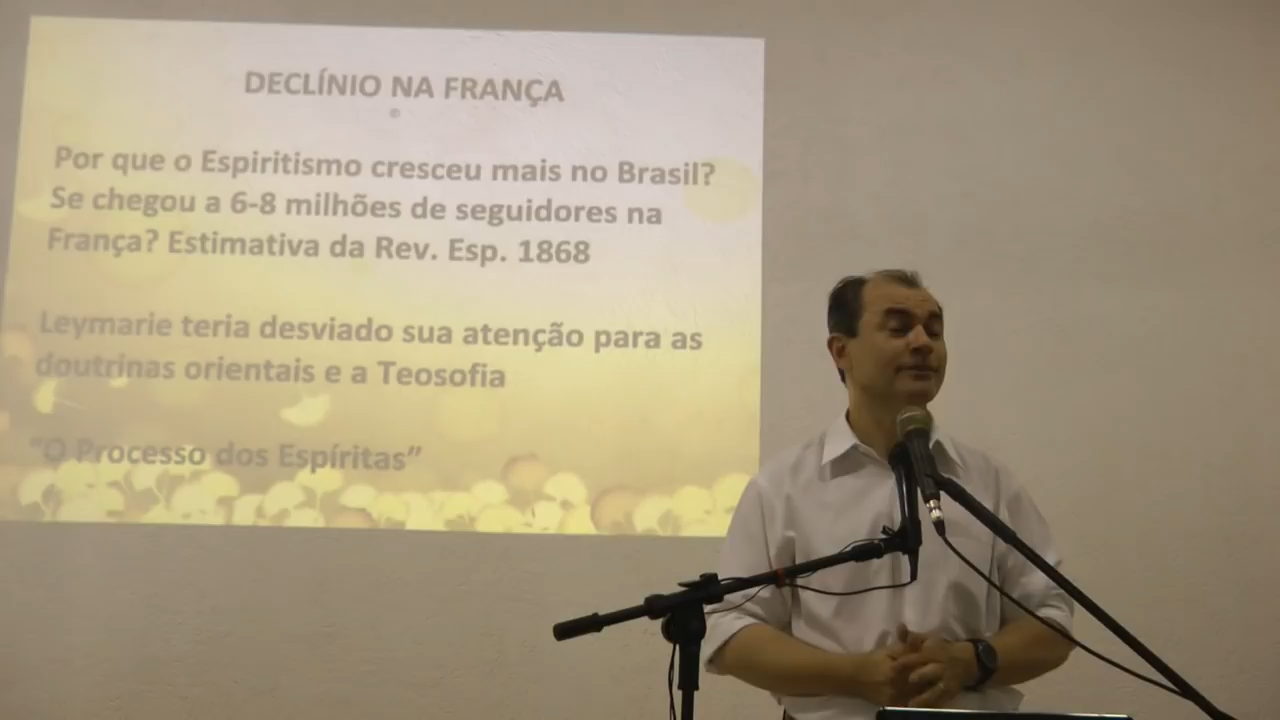 DECLÍNIO NA FRANÇA
Por que o Espiritismo cresceu mais no Brasil?
Se chegou a 6-8 milhões de seguidores na
França? Estimativa da Rev. Esp. 1868
Leymarie teria desviado sua atenção para as
doutrinas orientais e a Teosofia
"O Processo dos Espíritas"